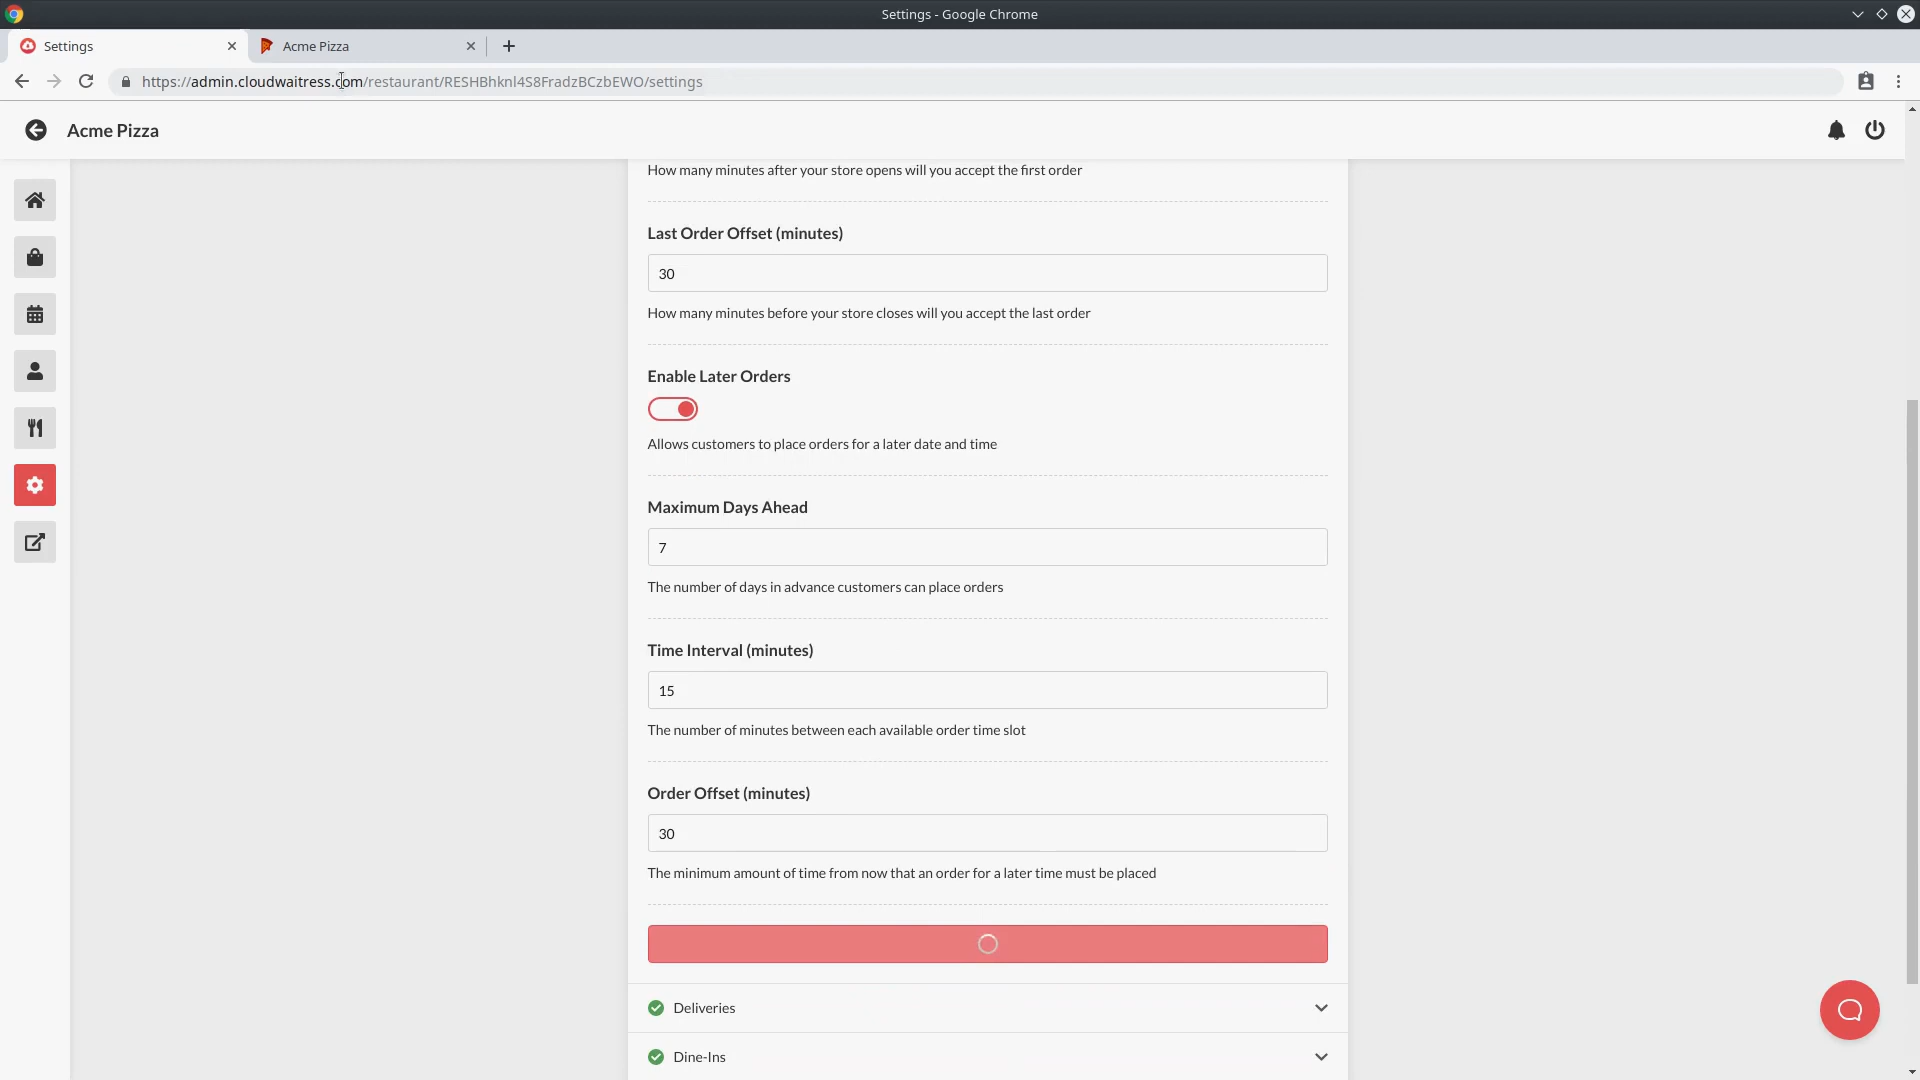 Settings - Google Chrome
Settings
Acme Pizza
https://admin.cloudwaitress.com/restaurant/RESHBhknl4S8FradzBCzbEWO/settings
Acme Pizza
How many minutes after your store opens will you accept the first order
Last Order Offset (minutes)
30
How many minutes before your store closes will you accept the last order
Enable Later Orders
Allows customers to place orders for a later date and time
Maximum Days Ahead
7
The number of days in advance customers can place orders
Time Interval (minutes)
15
The number of minutes between each available order time slot
Order Offset (minutes)
30
The minimum amount of time from now that an order for a later time must be placed
Deliveries
Dine-Ins